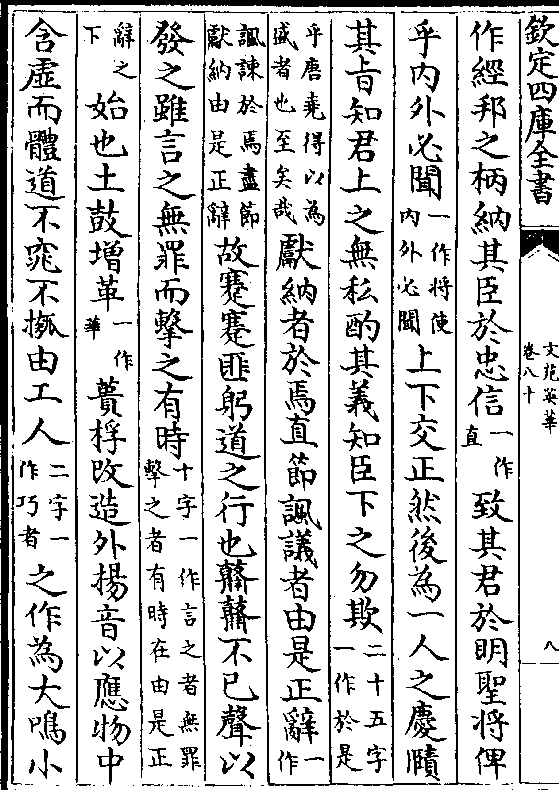 欽定四庫全書
文苑英華
卷八十
八
作經邦之柄納其臣於忠信一作直致其君於明聖將俾
乎内外必聞一作將使内外必聞上下交正然後為一人之慶賾
其旨知君上之無私酌其義知臣下之勿欺二十五字一作於是
乎唐堯得以為盛者也至矣哉獻納者於焉直節諷議者由是正辭一作
諷諫於焉盡節獻納由是正辭故蹇蹇匪躬道之行也鼛鼛不已聲以
發之雖言之無罪而擊之有時十字一作言之者無罪擊之者有時在由是正
辭之下始也土鼓增革一作華蕢桴改造外揚音以應物中
含虛而體道不窕不摦由工人二字一作巧者之作為大鳴小